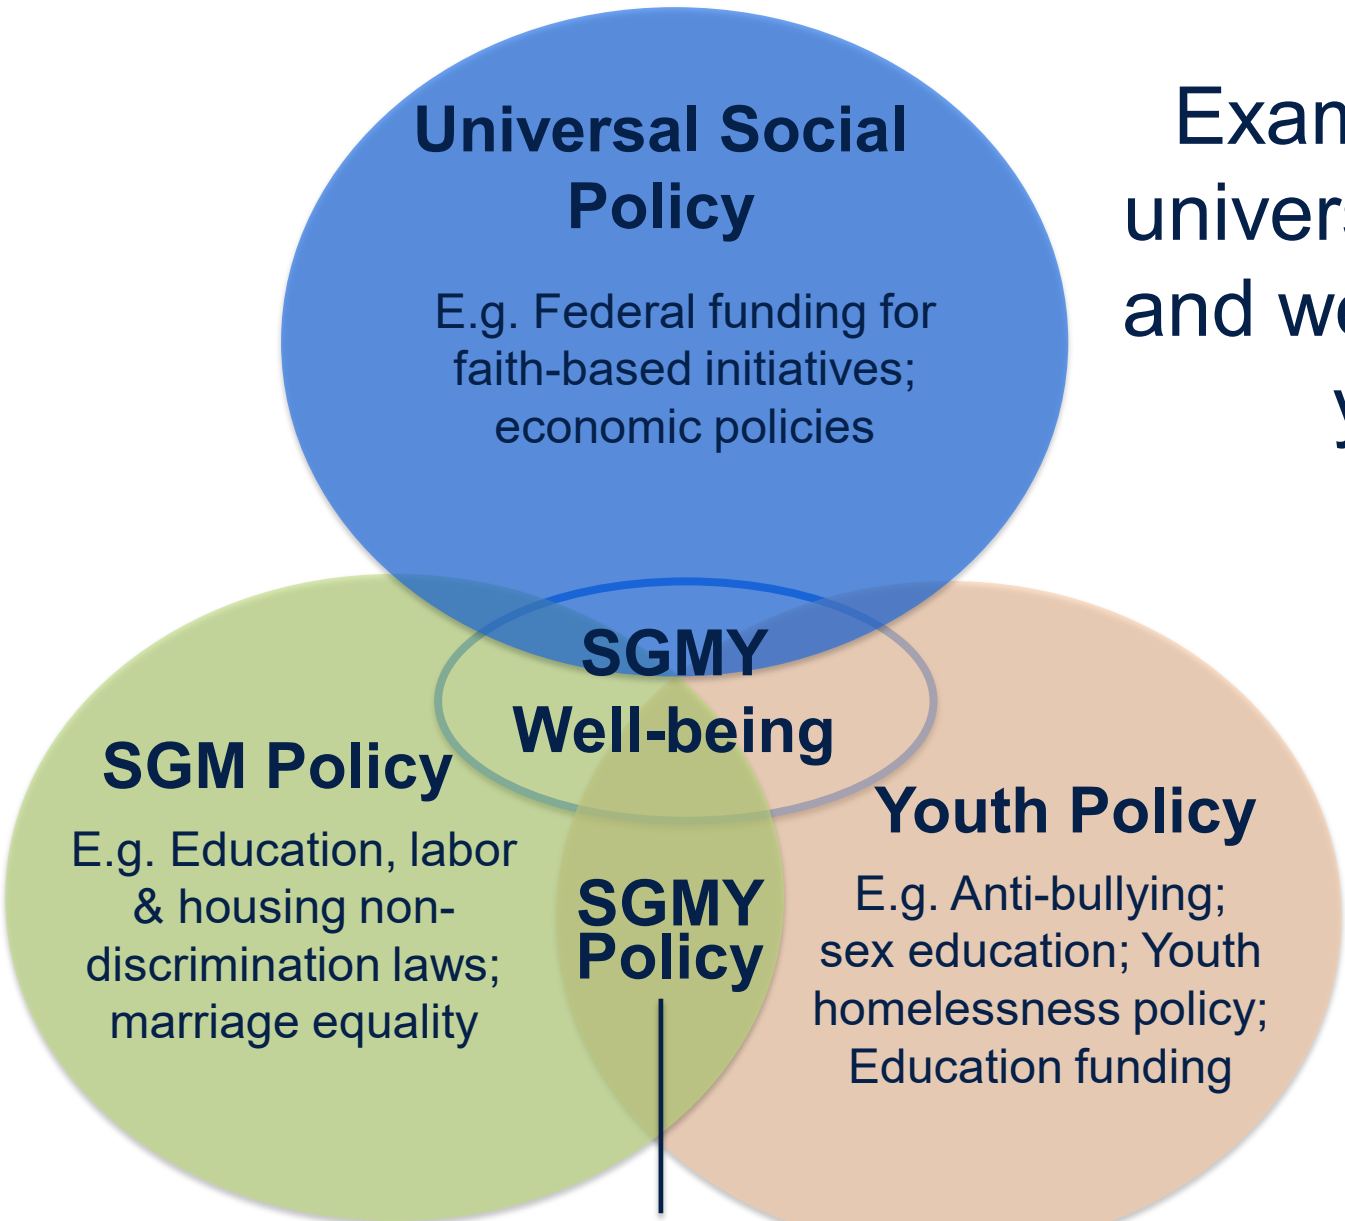 Universal Social
Policy
E.g. Federal funding for
faith-based initiatives;
economic policies
SGMY
Well-being
SGM Policy
E.g. Education, labor
& housing non-
discrimination laws;
marriage equality
SGMY
Policy
Youth Policy
E.g. Anti-bullying;
sex education; Youth
homelessness policy;
Education funding
and